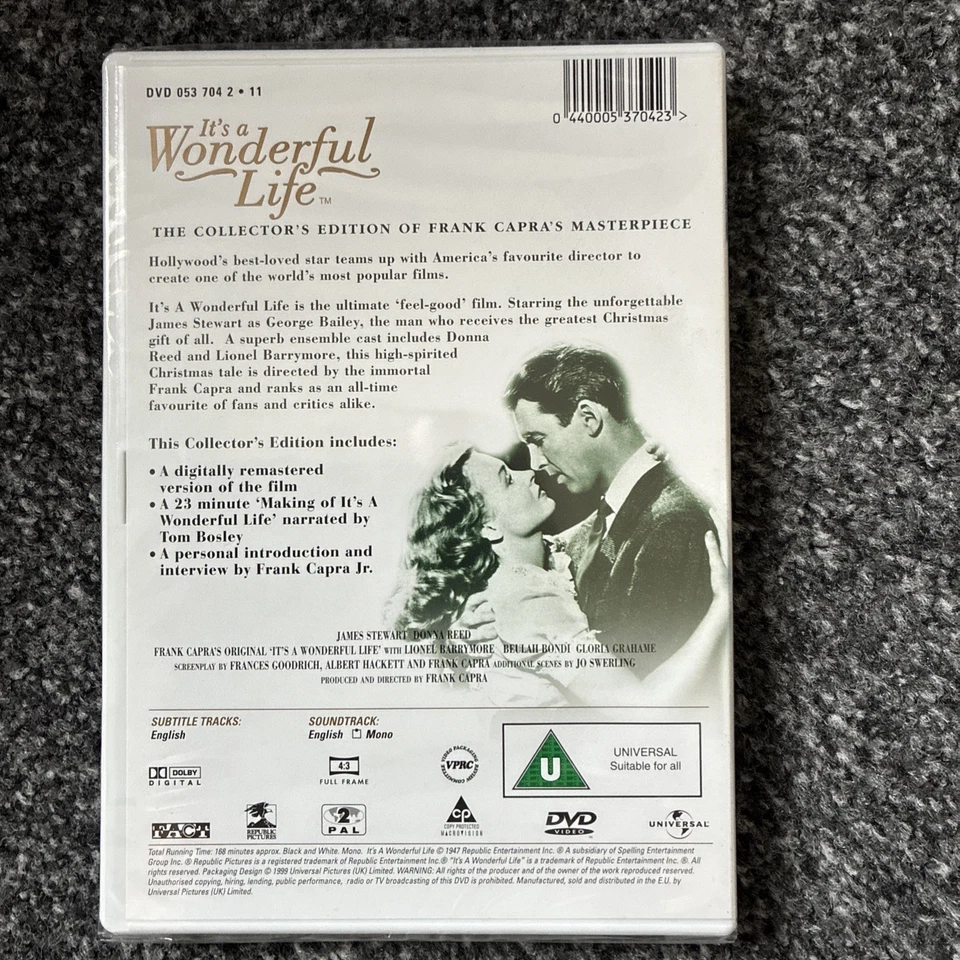 DVD 053 704 2 • 11
0 440005 370423 >
It's a
Wonderful
Life™
THE COLLECTOR'S EDITION OF FRANK CAPRA'S MASTERPIECE
Hollywood's best-loved star teams up with America's favourite director to
create one of the world's most popular films.
It's A Wonderful Life is the ultimate 'feel-good' film. Starring the unforgettable
James Stewart as George Bailey, the man who receives the greatest Christmas
gift of all. A superb ensemble cast includes Donna
Reed and Lionel Barrymore, this high-spirited
Christmas tale is directed by the immortal
Frank Capra and ranks as an all-time
favourite of fans and critics alike.
This Collector's Edition includes:
• A digitally remastered
version of the film
• A 23 minute 'Making of It's A
Wonderful Life' narrated by
Tom Bosley
• A personal introduction and
interview by Frank Capra Jr.
JAMES STEWART DONNA REED
FRANK CAPRA'S ORIGINAL 'IT'S A WONDERFUL LIFE' WITH LIONEL BARRYMORE BEULAH BONDI GLORIA GRAHAME
SCREENPLAY BY FRANCES GOODRICH, ALBERT HACKETT AND FRANK CAPRA ADDITIONAL SCENES BY JO SWERLING
PRODUCED AND DIRECTED BY FRANK CAPRA
SUBTITLE TRACKS:
English
SOUNDTRACK:
English Mono
DOLBY
DIGITAL
4:3
FULL FRAME
VIDEO PACKAGING REVIEW COMMITTEE
VPRC
U
UNIVERSAL
Suitable for all
FACT
REPUBLIC
PICTURES
2
PAL
CP
COPY PROTECTED
MACROVISION
DVD
VIDEO
UNIVERSAL
Total Running Time: 168 minutes approx. Black and White. Mono. It's A Wonderful Life © 1947 Republic Entertainment Inc. ® A subsidiary of Spelling Entertainment
Group Inc. ® Republic Pictures is a registered trademark of Republic Entertainment Inc.® "It's A Wonderful Life" is a trademark of Republic Entertainment Inc. ®. All
rights reserved. Packaging Design © 1999 Universal Pictures (UK) Limited. WARNING: All rights of the producer and of the owner of the work reproduced reserved.
Unauthorised copying, hiring, lending, public performance, radio or TV broadcasting of this DVD is prohibited. Manufactured, sold and distributed in the E.U. by
Universal Pictures (UK) Limited.